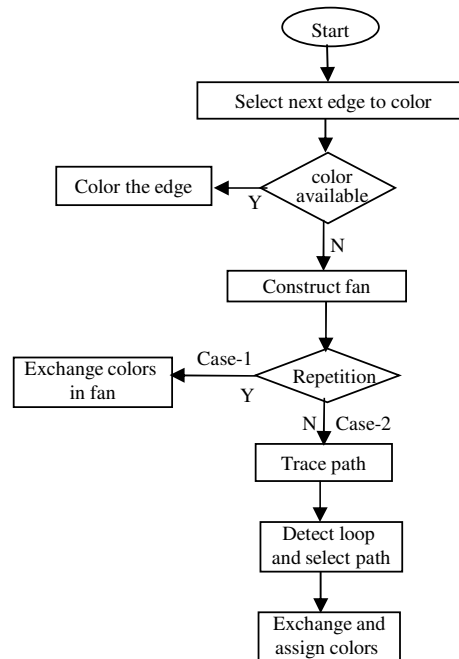 Start
Select next edge to color
color
available
Color the edge
Y
N
Construct fan
Case-1
Exchange colors
in fan
Repetition
Y
N Case-2
Trace path
Detect loop
and select path
Exchange and
assign colors